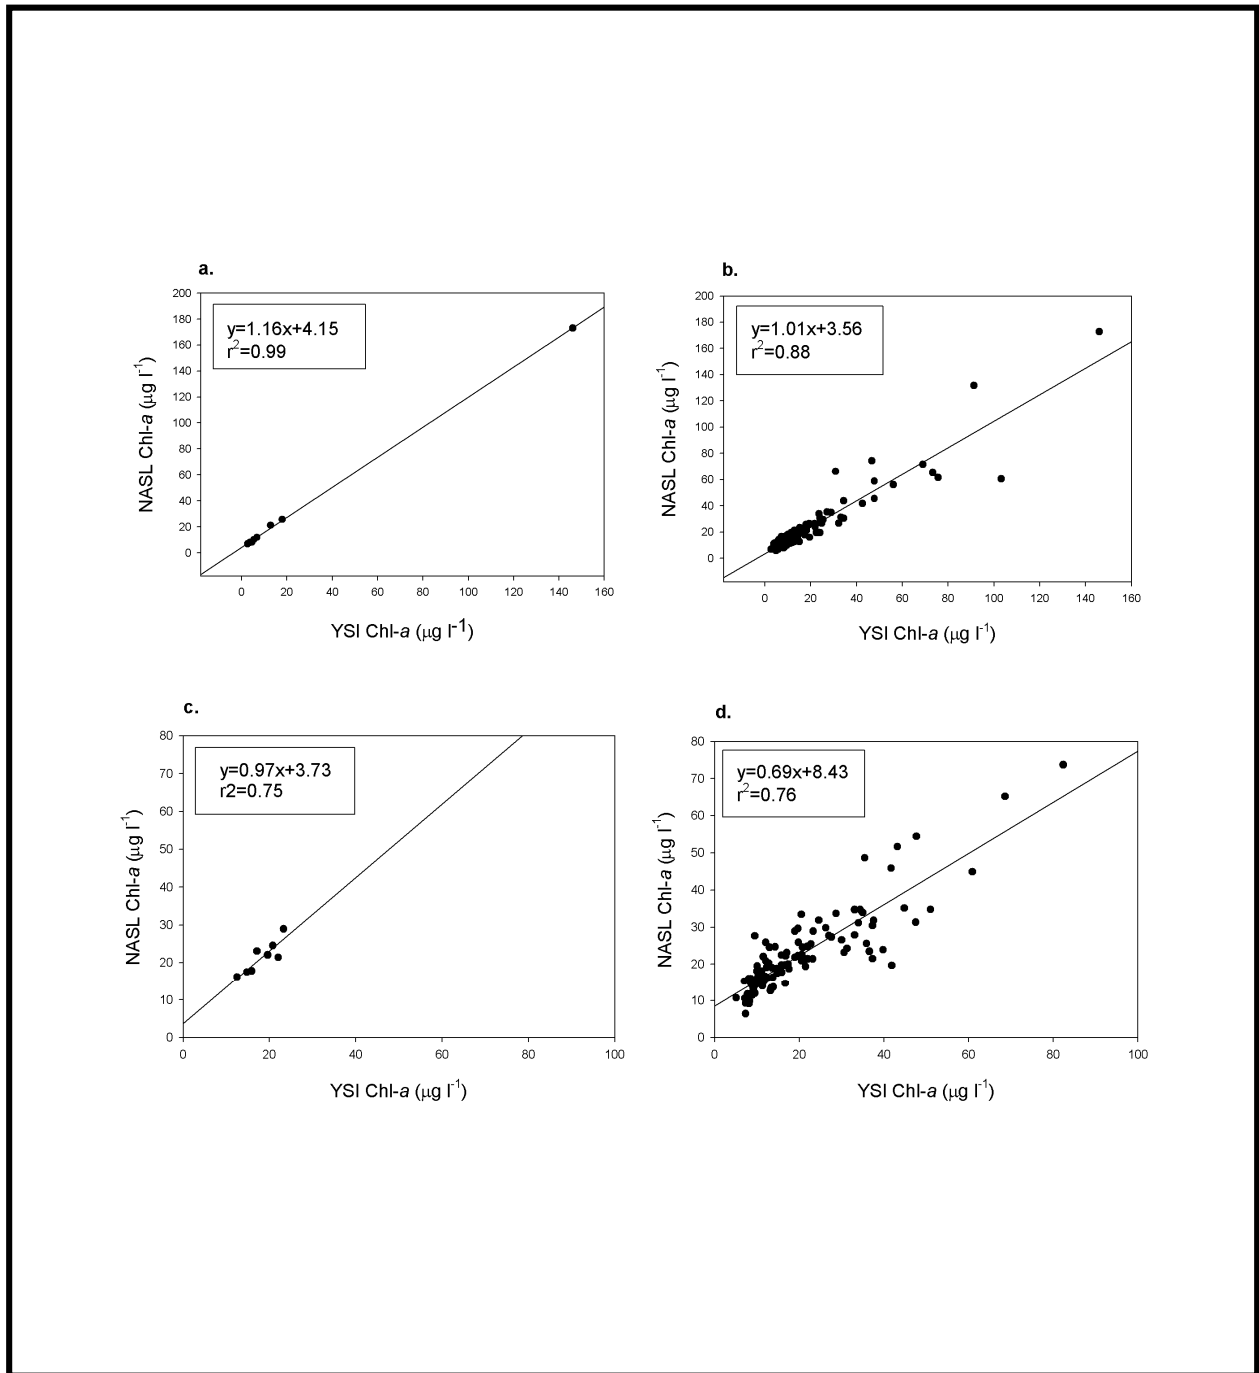 a.
y=1.16x+4.15
r²=0.99
200
180
160
140
120
100
80
60
40
20
0
NASL Chl-a (μg l⁻¹)
0 20 40 60 80 100 120 140 160
YSI Chl-a (μg l⁻¹)
b.
y=1.01x+3.56
r²=0.88
200
180
160
140
120
100
80
60
40
20
0
NASL Chl-a (μg l⁻¹)
0 20 40 60 80 100 120 140 160
YSI Chl-a (μg l⁻¹)
c.
y=0.97x+3.73
r2=0.75
80
70
60
50
40
30
20
10
0
NASL Chl-a (μg l⁻¹)
0 20 40 60 80 100
YSI Chl-a (μg l⁻¹)
d.
y=0.69x+8.43
r²=0.76
80
70
60
50
40
30
20
10
0
NASL Chl-a (μg l⁻¹)
0 20 40 60 80 100
YSI Chl-a (μg l⁻¹)